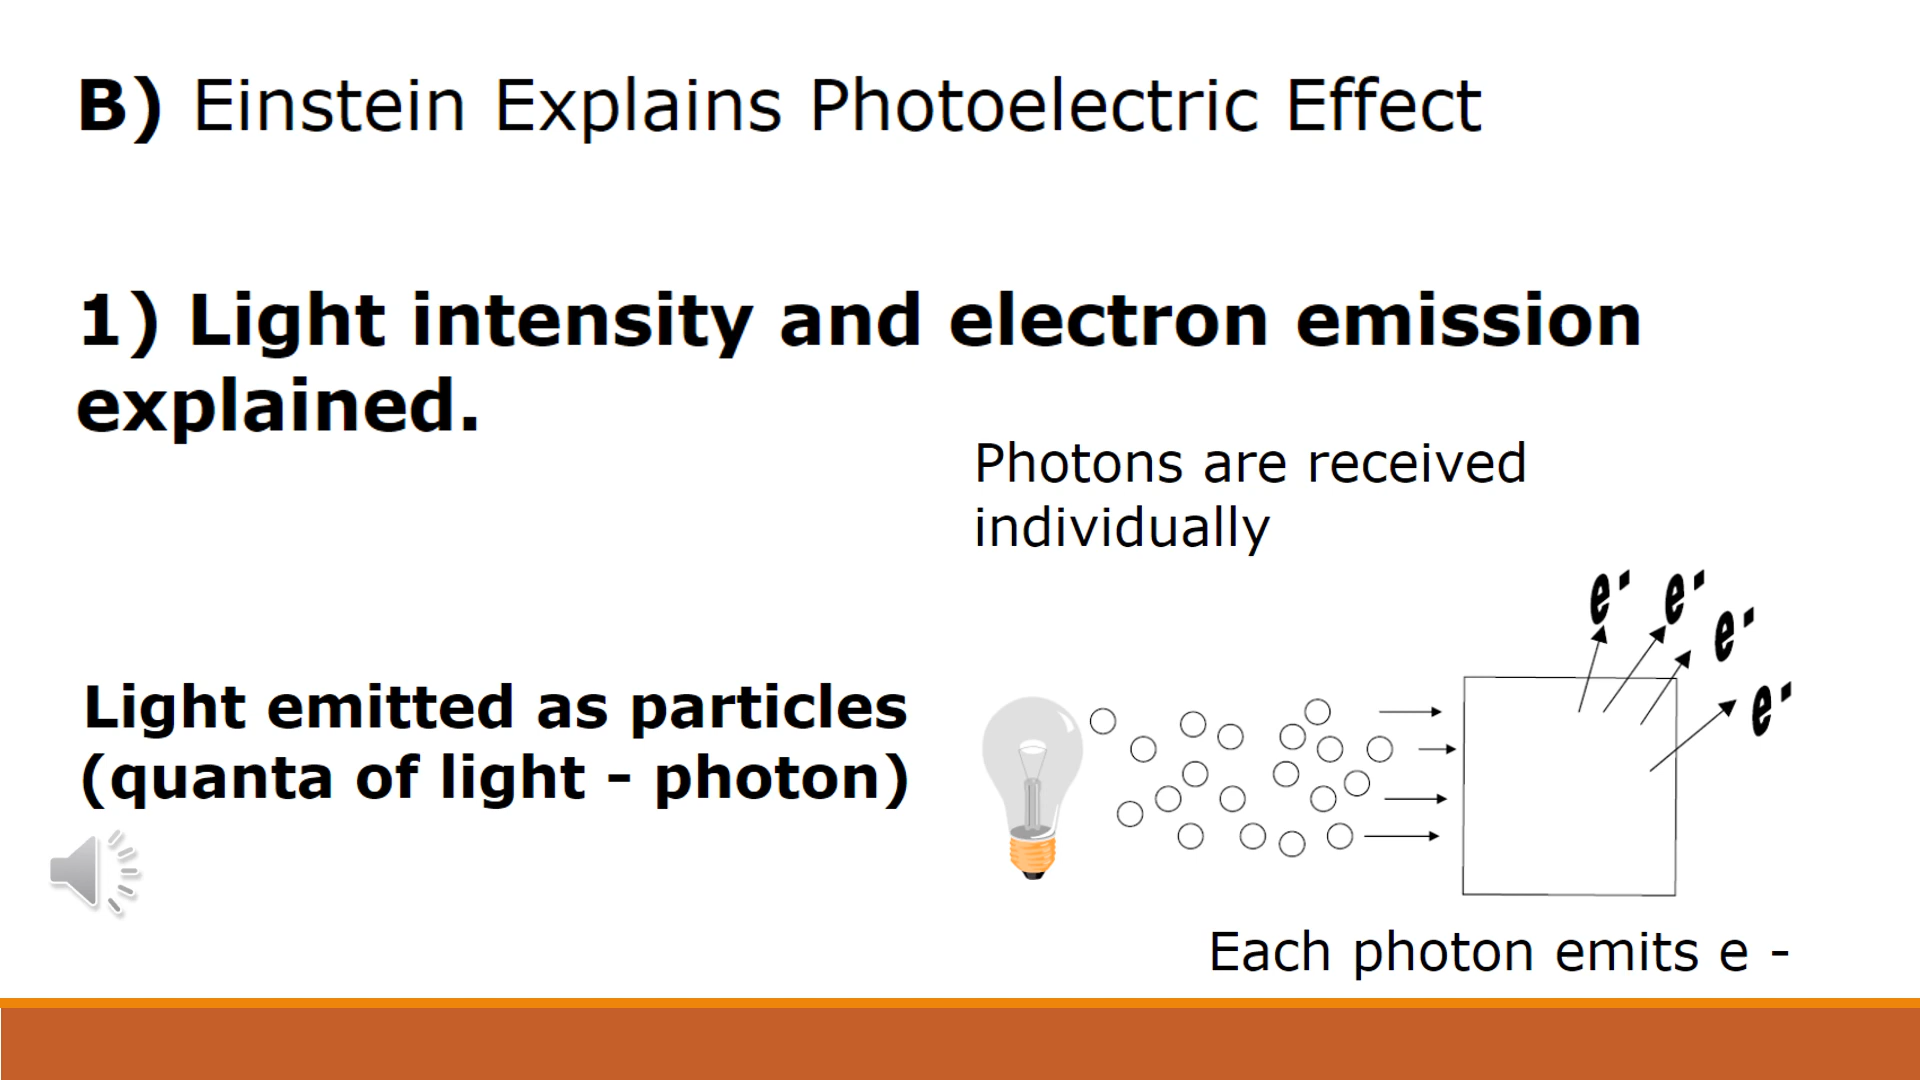 B) Einstein Explains Photoelectric Effect
1) Light intensity and electron emission
explained.
Photons are received
individually
Light emitted as particles
(quanta of light - photon)
e-
e-
e-
e-
Each photon emits e -